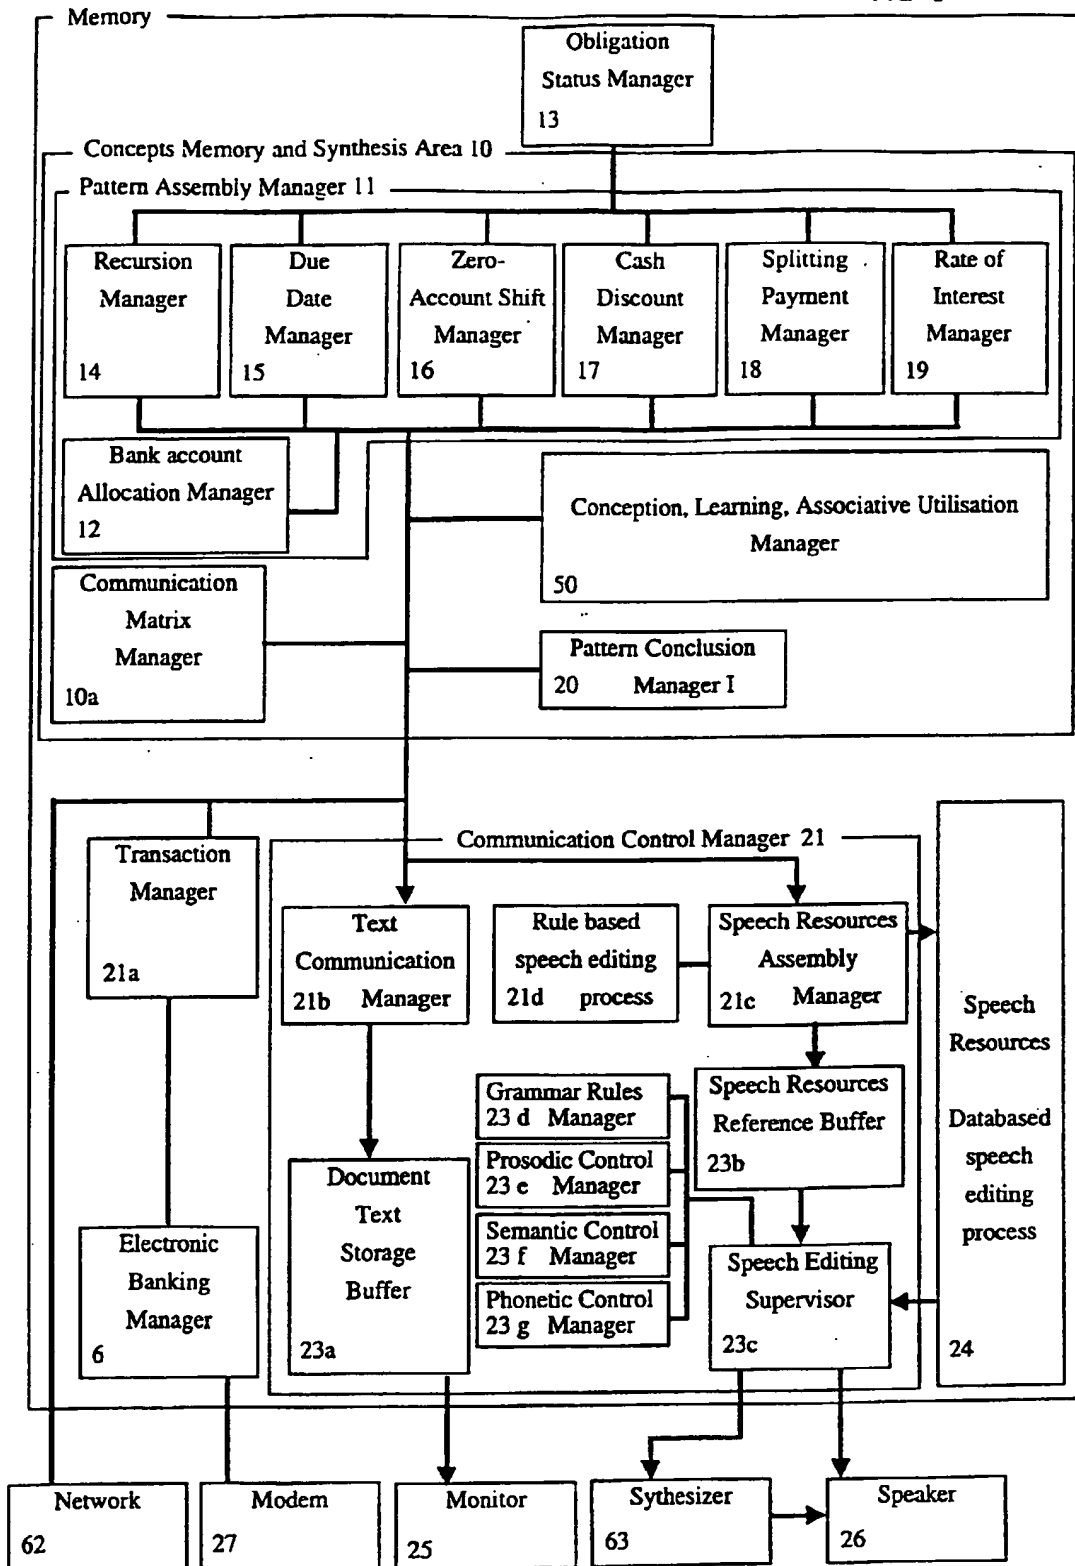 Memory
Obligation
Status Manager
13
Concepts Memory and Synthesis Area 10
Pattern Assembly Manager 11
Recursion
Manager
14
Due
Date
Manager
15
Zero-
Account Shift
Manager
16
Cash
Discount
Manager
17
Splitting
Payment
Manager
18
Rate of
Interest
Manager
19
Bank account
Allocation Manager
12
Conception, Learning, Associative Utilisation
Manager
50
Communication
Matrix
Manager
10a
Pattern Conclusion
20 Manager I
Communication Control Manager 21
Transaction
Manager
21a
Text
Communication
21b Manager
Rule based
speech editing
21d process
Speech Resources
Assembly
21c Manager
Speech
Resources
Databased
speech
editing
process
24
Grammar Rules
23 d Manager
Prosodic Control
23 e Manager
Semantic Control
23 f Manager
Phonetic Control
23 g Manager
Speech Resources
Reference Buffer
23b
Document
Text
Storage
Buffer
23a
Electronic
Banking
Manager
6
Speech Editing
Supervisor
23c
Network
62
Modem
27
Monitor
25
Sythesizer
63
Speaker
26